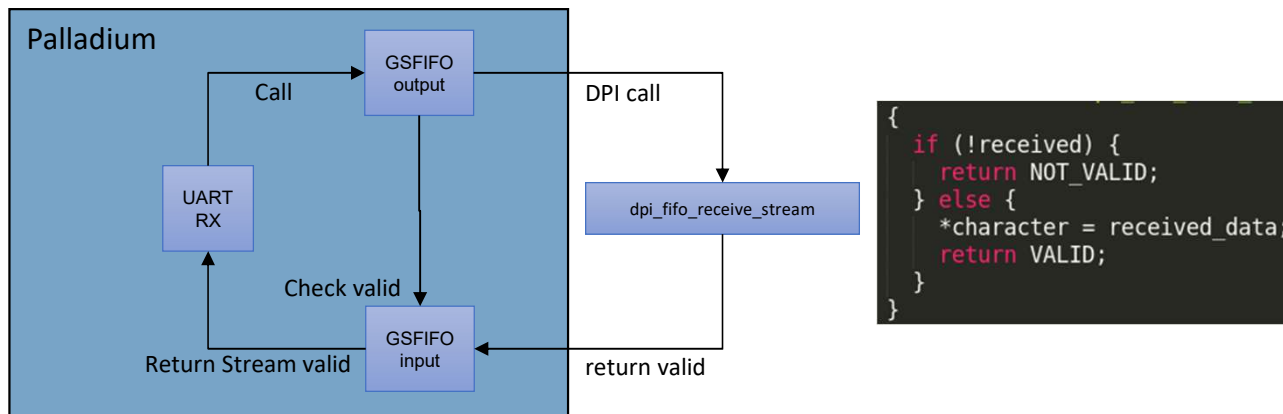 Palladium
GSFIFO
output
Call
DPI call
UART
RX
dpi_fifo_receive_stream
Check valid
GSFIFO
input
Return Stream valid
return valid
{
if (!received) {
return NOT_VALID;
} else {
*character = received_data;
return VALID;
}
}